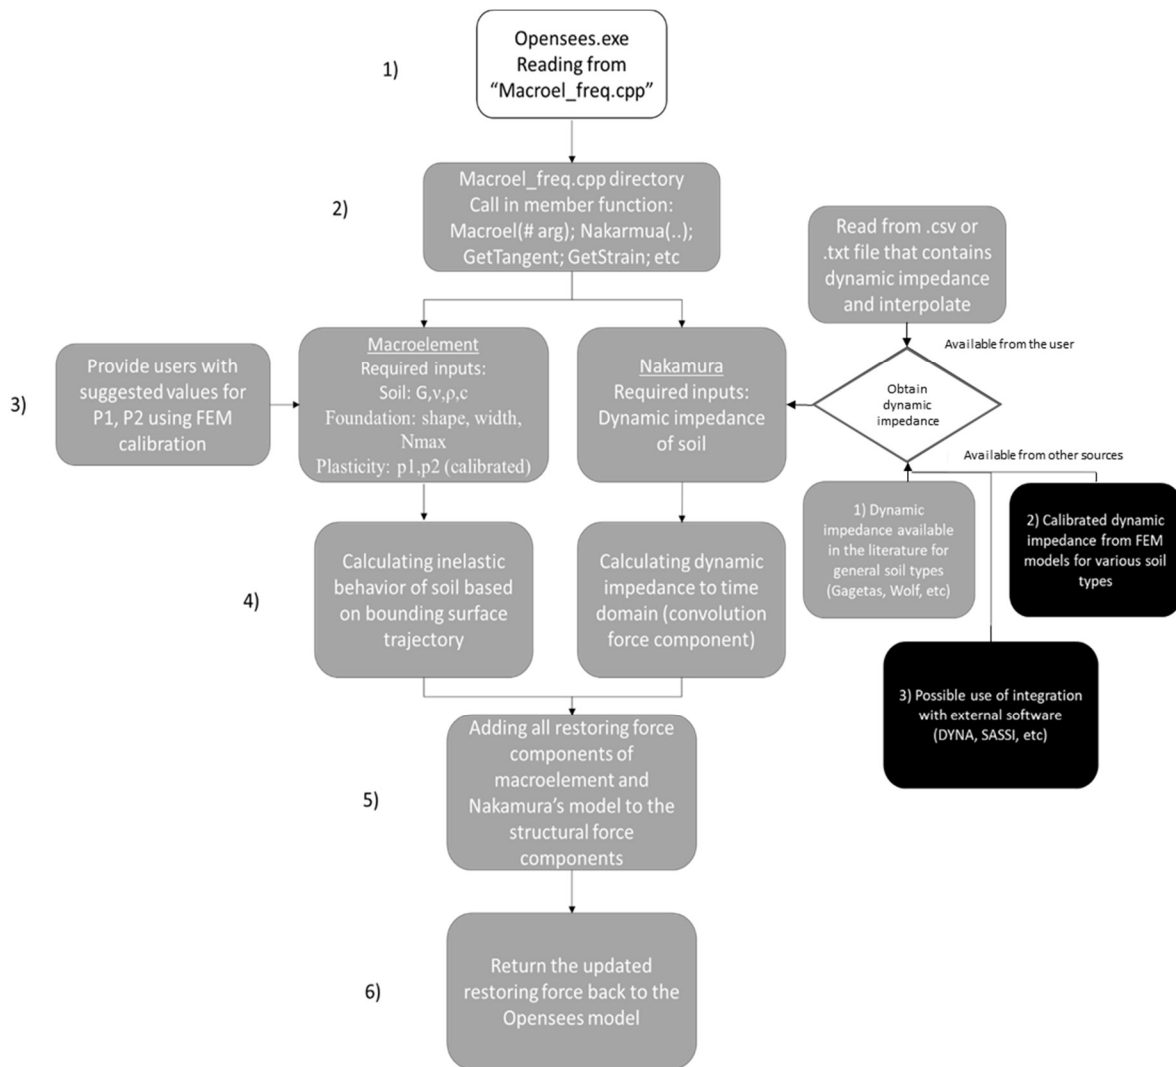 1)
Opensees.exe
Reading from
“Macroel_freq.cpp”
2)
Macroel_freq.cpp directory
Call in member function:
Macroel(# arg); Nakarmua(..);
GetTangent; GetStrain; etc
Read from .csv or
.txt file that contains
dynamic impedance
and interpolate
Available from the user
3)
Provide users with
suggested values for
P1, P2 using FEM
calibration
Macroelement
Required inputs:
Soil: G,ν,ρ,c
Foundation: shape, width,
Nmax
Plasticity: p1,p2 (calibrated)
Nakamura
Required inputs:
Dynamic impedance
of soil
Obtain
dynamic
impedance
Available from other sources
1) Dynamic
impedance available
in the literature for
general soil types
(Gagetas, Wolf, etc)
2) Calibrated dynamic
impedance from FEM
models for various soil
types
3) Possible use of integration
with external software
(DYNA, SASSI, etc)
4)
Calculating inelastic
behavior of soil based
on bounding surface
trajectory
Calculating dynamic
impedance to time
domain (convolution
force component)
5)
Adding all restoring force
components of
macroelement and
Nakamura’s model to the
structural force
components
6)
Return the updated
restoring force back to the
Opensees model